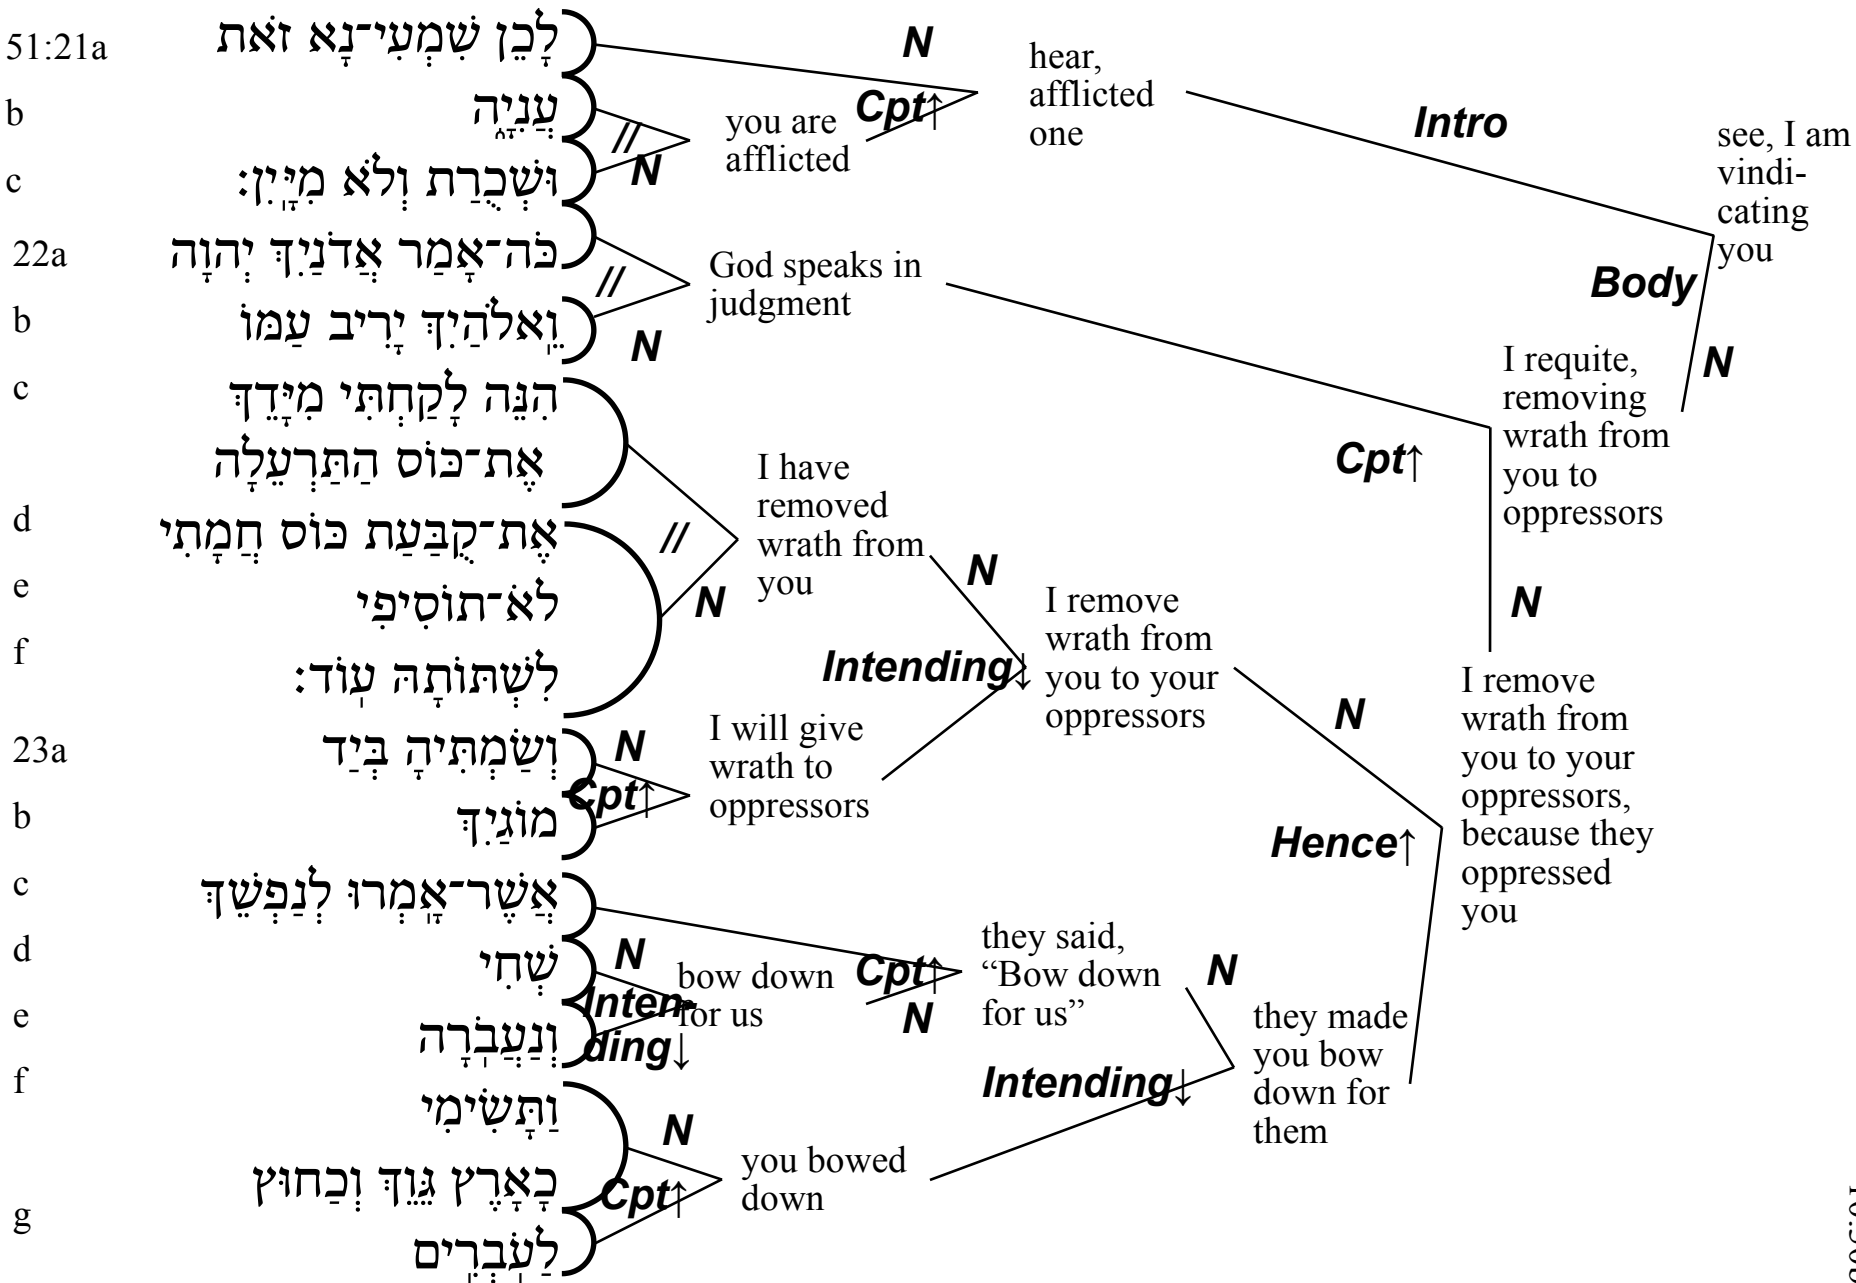 51:21a לָכֵן שִׁמְעִי־נָא זֹאת
b עֲנִיָּה
c וּשְׁכֻרַת וְלֹא מִיָּיִן׃
22a כֹּה־אָמַר אֲדֹנַיִךְ יְהוָה
b וֵאלֹהַיִךְ יָרִיב עַמּוֹ
c הִנֵּה לָקַחְתִּי מִיָּדֵךְ
אֶת־כּוֹס הַתַּרְעֵלָה
d אֶת־קֻבַּעַת כּוֹס חֲמָתִי
e לֹא־תוֹסִיפִי
f לִשְׁתּוֹתָהּ עוֹד׃
23a וְשַׂמְתִּיהָ בְּיַד
b מוֹגַיִךְ
c אֲשֶׁר־אָמְרוּ לְנַפְשֵׁךְ
d שְׁחִי
e וְנַעֲבֹרָה
f וַתָּשִׂימִי
כָאָרֶץ גֵּוֵךְ וְכַחוּץ
g לַעֹבְרִים
//
N
you are
afflicted
N
Cpt↑
hear,
afflicted
one
Intro
//
N
God speaks in
judgment
//
N
I have
removed
wrath from
you
N
Cpt↑
I will give
wrath to
oppressors
N
Intending↓
I remove
wrath from
you to your
oppressors
N
Inten-
ding↓
bow down
for us
Cpt↑
N
they said,
“Bow down
for us”
N
Cpt↑
you bowed
down
N
Intending↓
they made
you bow
down for
them
N
Hence↑
I remove
wrath from
you to your
oppressors,
because they
oppressed
you
Cpt↑
N
I requite,
removing
wrath from
you to
oppressors
Body
N
see, I am
vindi-
cating
you